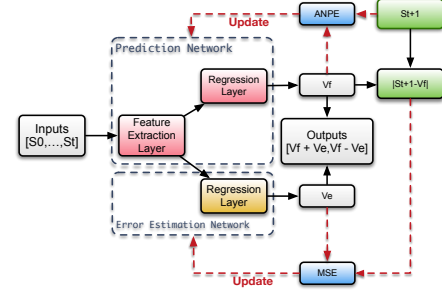 ANPE
St+1
Update
Prediction Network
Regression
Layer
Vf
|St+1-Vf|
Inputs
[S0,...,St]
Feature
Extraction
Layer
Outputs
[Vf + Ve,Vf - Ve]
Regression
Layer
Ve
Error Estimation Network
Update
MSE